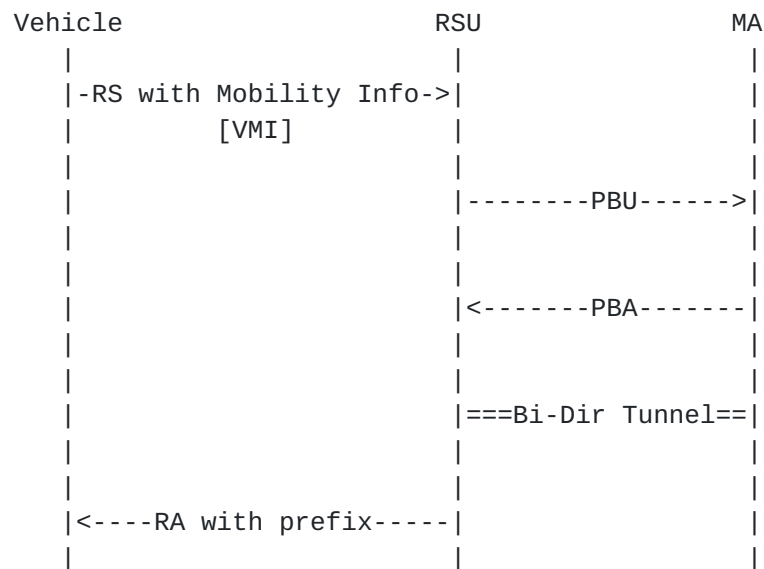 Vehicle RSU MA
-RS with Mobility Info->
[VMI]
--------PBU------>
<-------PBA-------
===Bi-Dir Tunnel==
<----RA with prefix-----